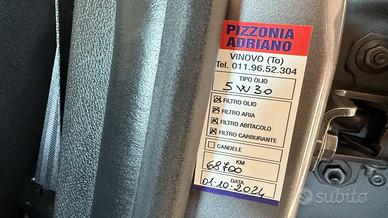 PIZZONIA
ADRIANO
VINOVO (To)
Tel. 011.96.52.304
TIPO OLIO
5W30
FILTRO OLIO
FILTRO ARIA
FILTRO ABITACOLO
FILTRO CARBURANTE
CANDELE
KM
68700
DATA
01.10.2024
subito